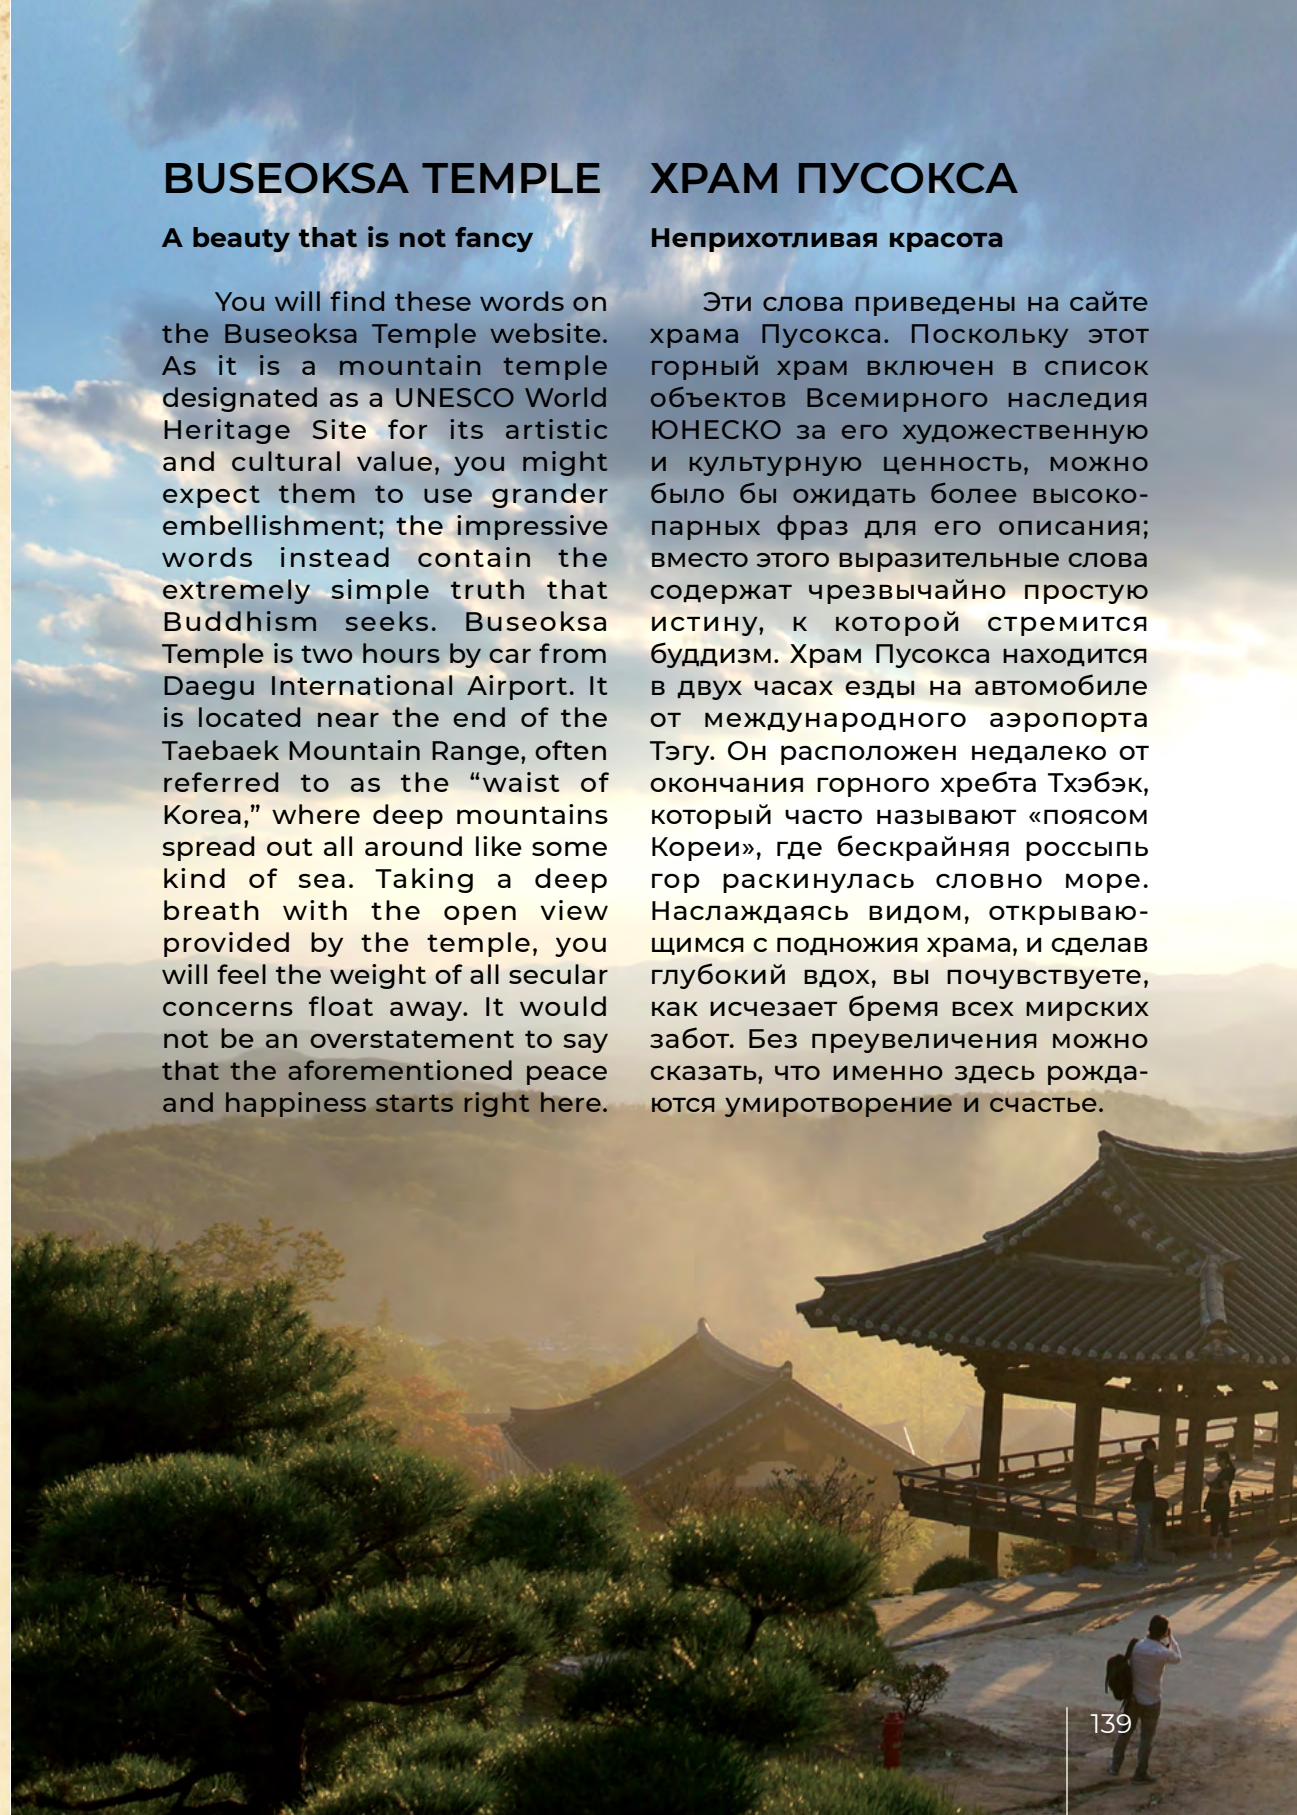 BUSEOKSA TEMPLE
A beauty that is not fancy
You will find these words on
the Buseoksa Temple website.
As it is a mountain temple
designated as a UNESCO World
Heritage Site for its artistic
and cultural value, you might
expect them to use grander
embellishment; the impressive
words instead contain the
extremely simple truth that
Buddhism seeks. Buseoksa
Temple is two hours by car from
Daegu International Airport. It
is located near the end of the
Taebaek Mountain Range, often
referred to as the “waist of
Korea,” where deep mountains
spread out all around like some
kind of sea. Taking a deep
breath with the open view
provided by the temple, you
will feel the weight of all secular
concerns float away. It would
not be an overstatement to say
that the aforementioned peace
and happiness starts right here.
ХРАМ ПУСОКСА
Неприхотливая красота
Эти слова приведены на сайте
храма Пусокса. Поскольку этот
горный храм включен в список
объектов Всемирного наследия
ЮНЕСКО за его художественную
и культурную ценность, можно
было бы ожидать более высоко-
парных фраз для его описания;
вместо этого выразительные слова
содержат чрезвычайно простую
истину, к которой стремится
буддизм. Храм Пусокса находится
в двух часах езды на автомобиле
от международного аэропорта
Тэгу. Он расположен недалеко от
окончания горного хребта Тхэбэк,
который часто называют «поясом
Кореи», где бескрайняя россыпь
гор раскинулась словно море.
Наслаждаясь видом, открываю-
щимся с подножия храма, и сделав
глубокий вдох, вы почувствуете,
как исчезает бремя всех мирских
забот. Без преувеличения можно
сказать, что именно здесь рожда-
ются умиротворение и счастье.
139